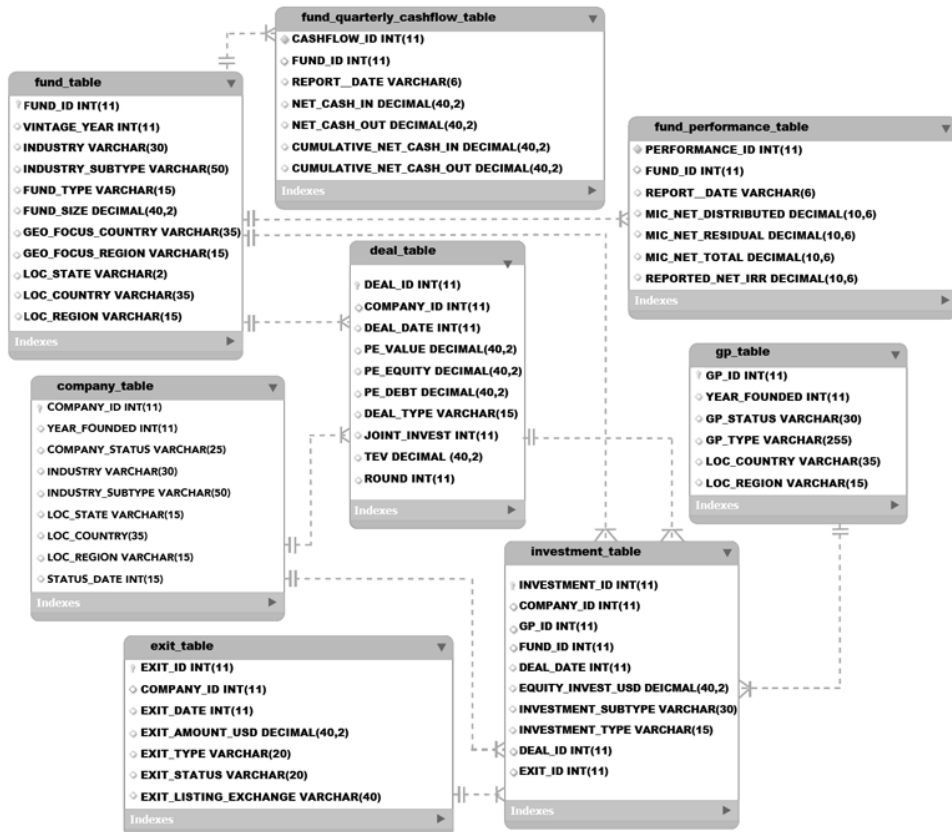 fund_quarterly_cashflow_table
CASHFLOW_ID INT(11)
FUND_ID INT(11)
REPORT__DATE VARCHAR(6)
NET_CASH_IN DECIMAL(40,2)
NET_CASH_OUT DECIMAL(40,2)
CUMULATIVE_NET_CASH_IN DECIMAL(40,2)
CUMULATIVE_NET_CASH_OUT DECIMAL(40,2)
Indexes
fund_table
FUND_ID INT(11)
VINTAGE_YEAR INT(11)
INDUSTRY VARCHAR(30)
INDUSTRY_SUBTYPE VARCHAR(50)
FUND_TYPE VARCHAR(15)
FUND_SIZE DECIMAL(40,2)
GEO_FOCUS_COUNTRY VARCHAR(35)
GEO_FOCUS_REGION VARCHAR(15)
LOC_STATE VARCHAR(2)
LOC_COUNTRY VARCHAR(35)
LOC_REGION VARCHAR(15)
Indexes
fund_performance_table
PERFORMANCE_ID INT(11)
FUND_ID INT(11)
REPORT_DATE VARCHAR(6)
MIC_NET_DISTRIBUTED DECIMAL(10,6)
MIC_NET_RESIDUAL DECIMAL(10,6)
MIC_NET_TOTAL DECIMAL(10,6)
REPORTED_NET_IRR DECIMAL(10,6)
Indexes
deal_table
DEAL_ID INT(11)
COMPANY_ID INT(11)
DEAL_DATE INT(11)
PE_VALUE DECIMAL(40,2)
PE_EQUITY DECIMAL(40,2)
PE_DEBT DECIMAL(40,2)
DEAL_TYPE VARCHAR(15)
JOINT_INVEST INT(11)
TEV DECIMAL (40,2)
ROUND INT(11)
Indexes
gp_table
GP_ID INT(11)
YEAR_FOUNDED INT(11)
GP_STATUS VARCHAR(30)
GP_TYPE VARCHAR(255)
LOC_COUNTRY VARCHAR(35)
LOC_REGION VARCHAR(15)
Indexes
company_table
COMPANY_ID INT(11)
YEAR_FOUNDED INT(11)
COMPANY_STATUS VARCHAR(25)
INDUSTRY VARCHAR(30)
INDUSTRY_SUBTYPE VARCHAR(50)
LOC_STATE VARCHAR(15)
LOC_COUNTRY(35)
LOC_REGION VARCHAR(15)
STATUS_DATE INT(15)
Indexes
investment_table
INVESTMENT_ID INT(11)
COMPANY_ID INT(11)
GP_ID INT(11)
FUND_ID INT(11)
DEAL_DATE INT(11)
EQUITY_INVEST_USD DEICMAL(40,2)
INVESTMENT_SUBTYPE VARCHAR(30)
INVESTMENT_TYPE VARCHAR(15)
DEAL_ID INT(11)
EXIT_ID INT(11)
Indexes
exit_table
EXIT_ID INT(11)
COMPANY_ID INT(11)
EXIT_DATE INT(11)
EXIT_AMOUNT_USD DECIMAL(40,2)
EXIT_TYPE VARCHAR(20)
EXIT_STATUS VARCHAR(20)
EXIT_LISTING_EXCHANGE VARCHAR(40)
Indexes